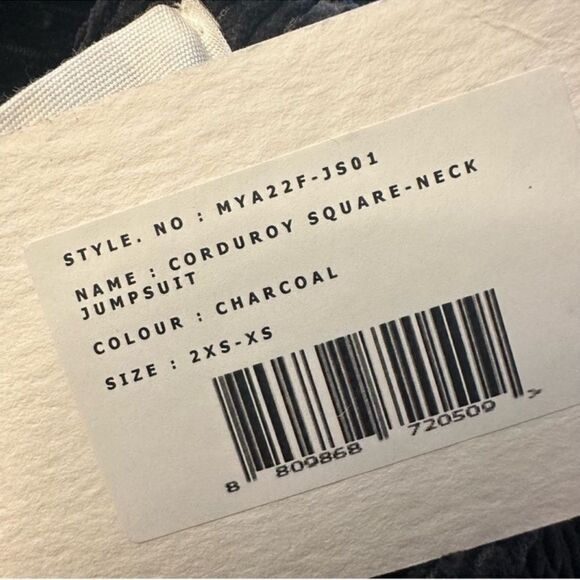 STYLE. NO : MYA22F-JS01
NAME : CORDUROY SQUARE-NECK
JUMPSUIT
COLOUR : CHARCOAL
SIZE : 2XS-XS
8 809868 720509 >